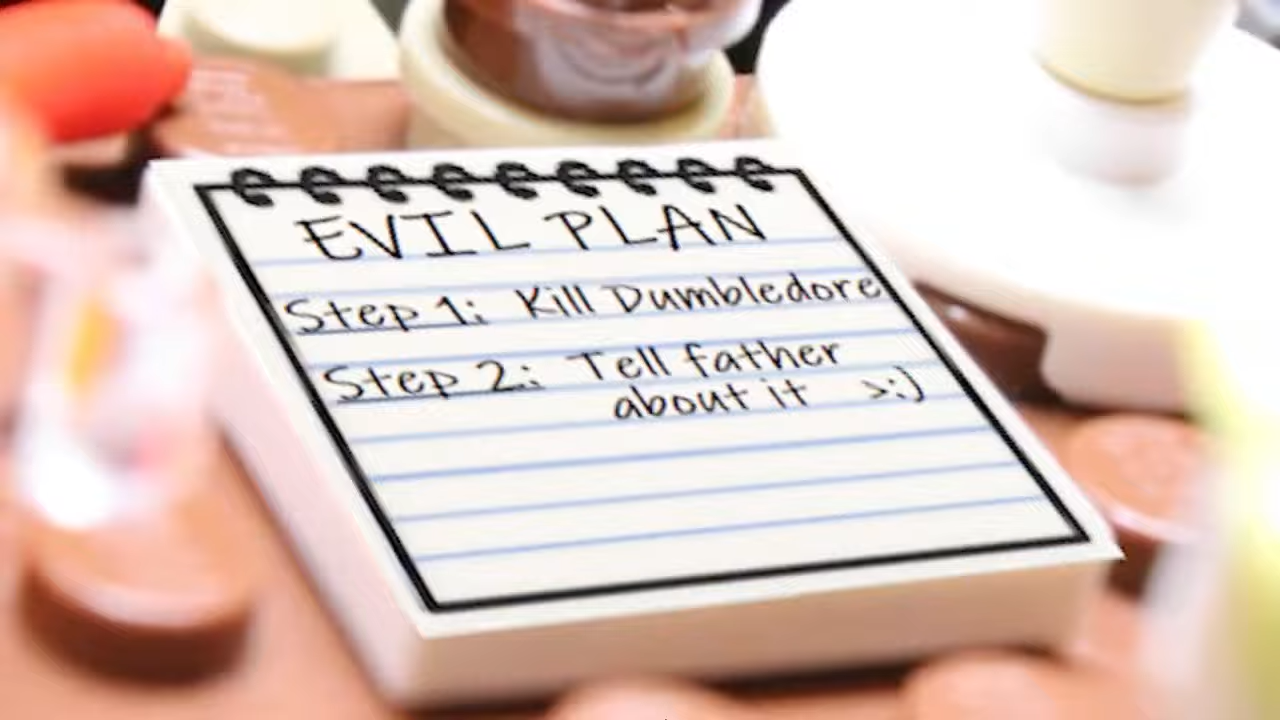 EVIL PLAN
Step 1: Kill Dumbledore
Step 2: Tell father
about it >:)